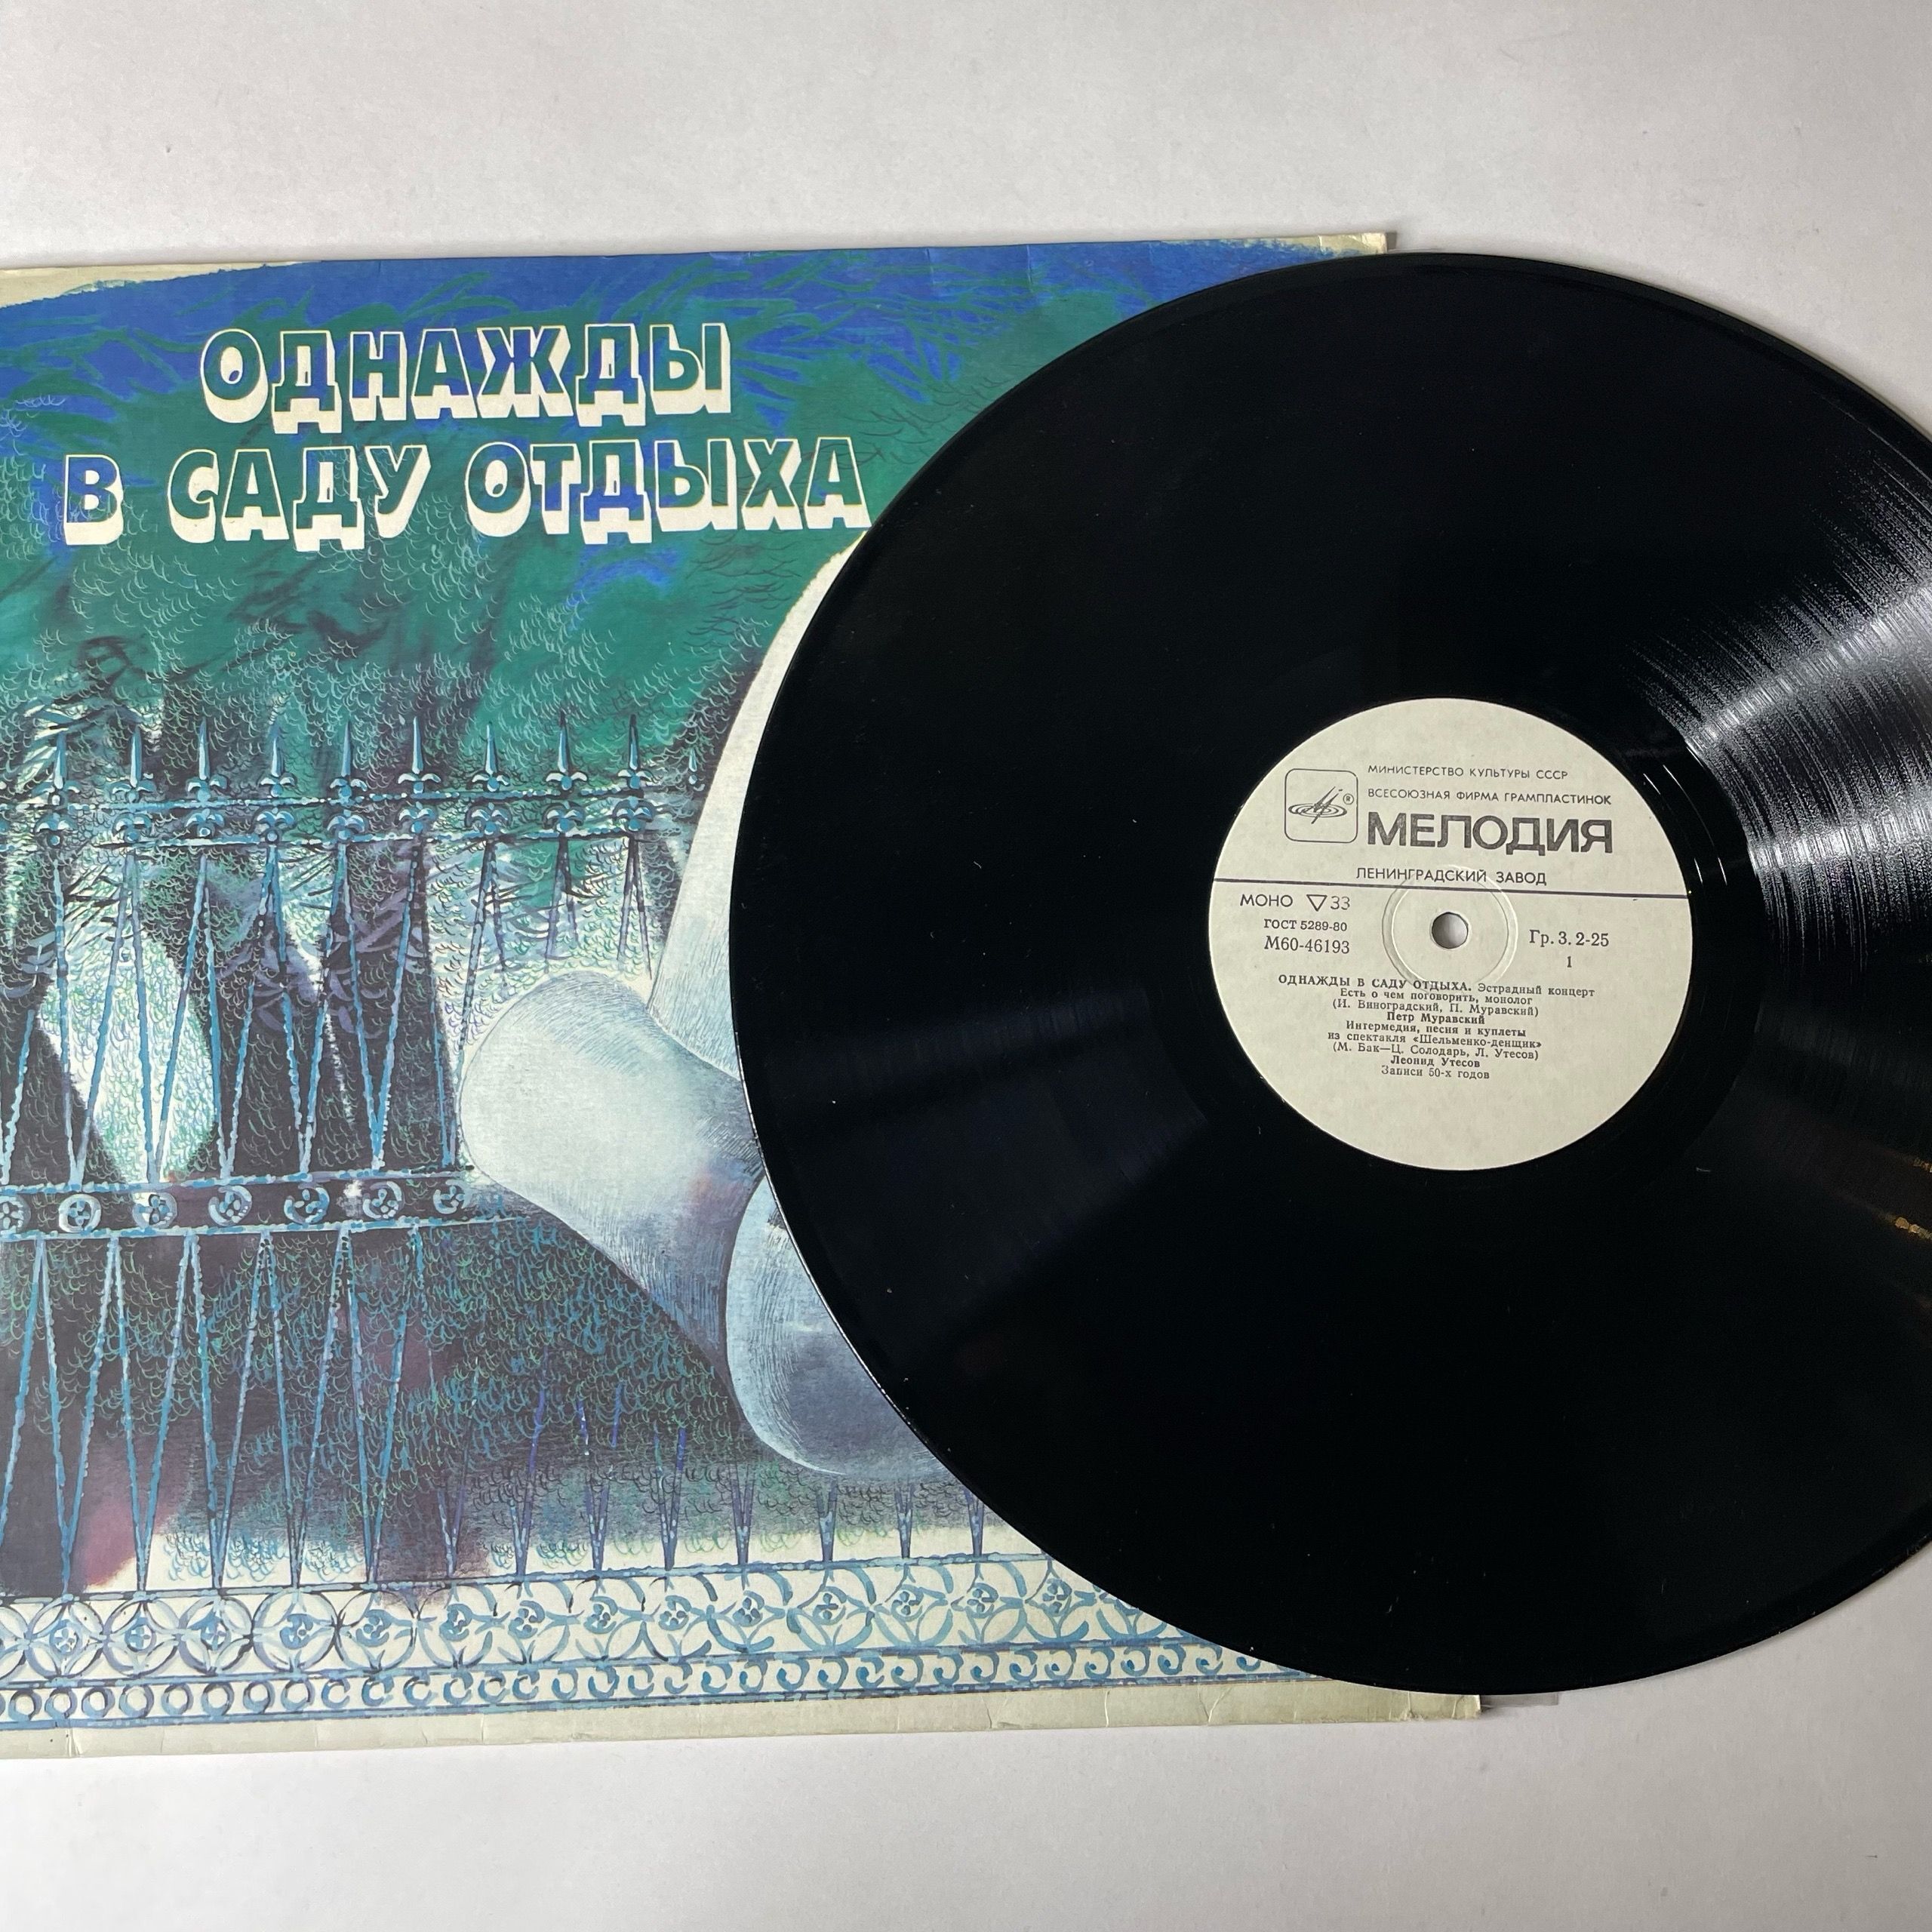 ОДНАЖДЫ
В САДУ ОТДЫХА
МИНИСТЕРСТВО КУЛЬТУРЫ СССР
ВСЕСОЮЗНАЯ ФИРМА ГРАМПЛАСТИНОК
МЕЛОДИЯ
ЛЕНИНГРАДСКИЙ ЗАВОД
МОНО ▽33
ГОСТ 5289-80
М60-46193
Гр. 3. 2-25
1
ОДНАЖДЫ В САДУ ОТДЫХА. Эстрадный концерт
Есть о чем поговорить, монолог
(И. Виноградский, П. Муравский)
Петр Муравский
Интермедия, песня и куплеты
из спектакля «Шельменко-денщик»
(М. Бак—Ц. Солодарь, Л. Утесов)
Леонид Утесов
Записи 50-х годов